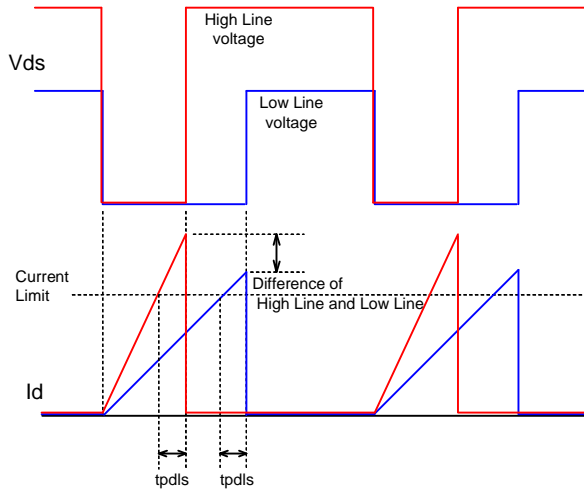 High Line
voltage
Vds
Low Line
voltage
Current
Limit
Difference of
High Line and Low Line
Id
tpdls
tpdls